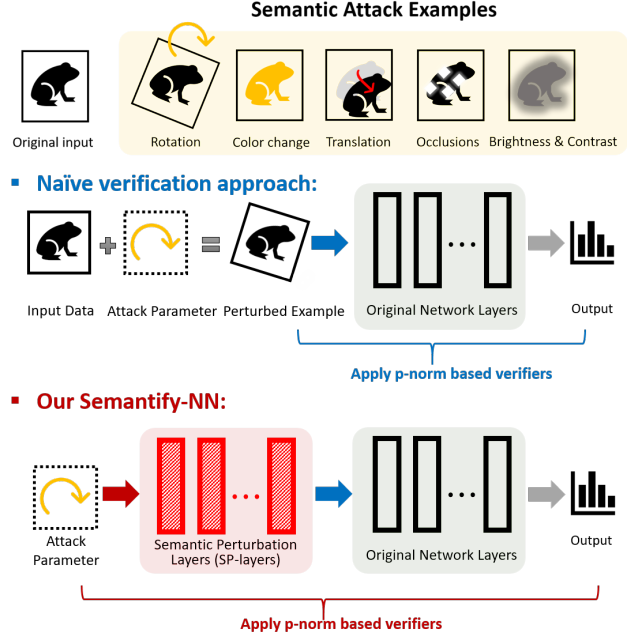 Semantic Attack Examples
Original input
Rotation
Color change
Translation
Occlusions
Brightness & Contrast
▪ Naïve verification approach:
Input Data
Attack Parameter
Perturbed Example
Original Network Layers
Output
Apply p-norm based verifiers
▪ Our Semantify-NN:
Attack
Parameter
Semantic Perturbation
Layers (SP-layers)
Original Network Layers
Output
Apply p-norm based verifiers